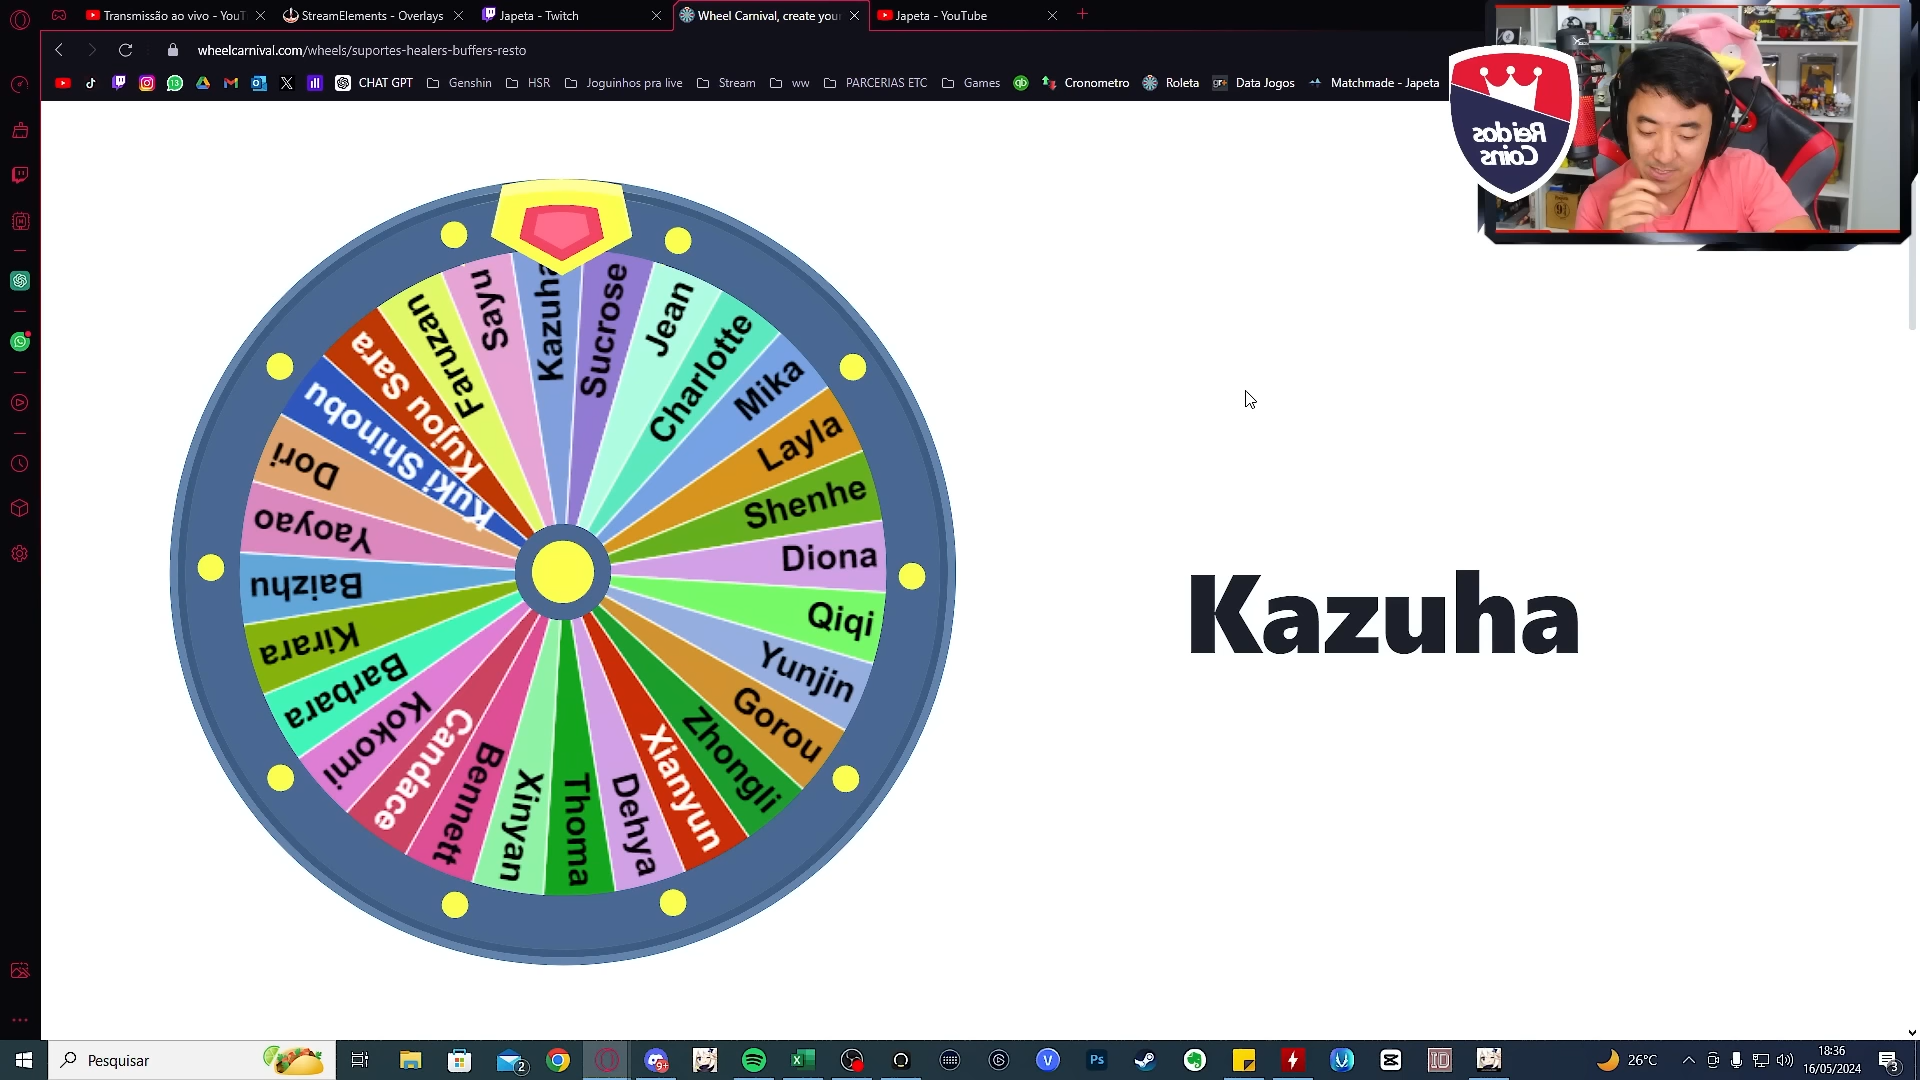 Transmissão ao vivo - YouT
StreamElements - Overlays
Japeta - Twitch
Wheel Carnival, create your
Japeta - YouTube
wheelcarnival.com/wheels/suportes-healers-buffers-resto
CHAT GPT
Genshin
HSR
Joguinhos pra live
Stream
ww
PARCERIAS ETC
Games
Cronometro
Roleta
Data Jogos
Matchmade - Japeta
Reidos
Coins
Kazuha
Sucrose
Jean
Charlotte
Mika
Layla
Shenhe
Diona
Qiqi
Yunjin
Gorou
Zhongli
Xianyun
Dehya
Thoma
Xinyan
Bennett
Candace
Kokomi
Barbara
Kirara
Baizhu
Yaoyao
Dori
Kuki Shinobu
Kujou Sara
Faruzan
Sayu
Kazuha
Pesquisar
26°C
18:36
16/05/2024